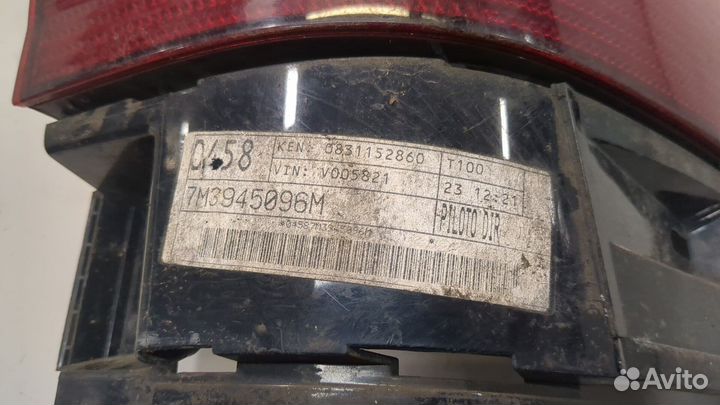 0458
KEN: 0831152860
T100
VIN: V005821
23 12:21
7M3945096M
PILOTO DIR
Avito